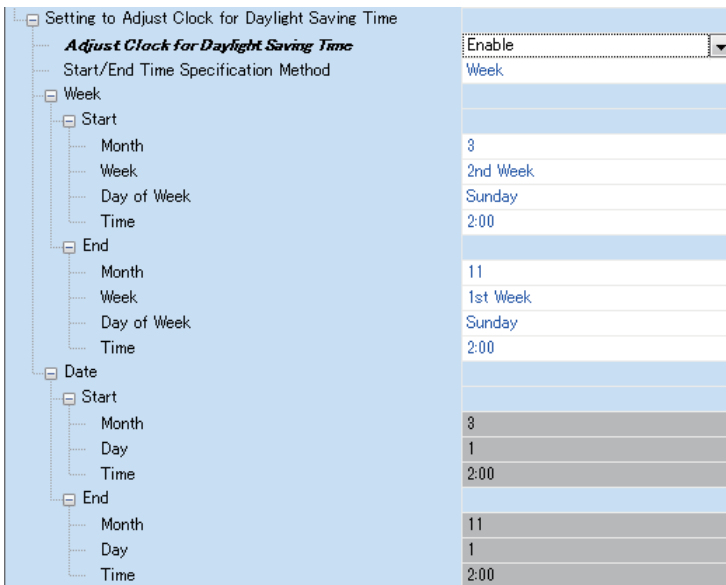 Setting to Adjust Clock for Daylight Saving Time
Adjust Clock for Daylight Saving Time Enable
Start/End Time Specification Method Week
Week
Start
Month 3
Week 2nd Week
Day of Week Sunday
Time 2:00
End
Month 11
Week 1st Week
Day of Week Sunday
Time 2:00
Date
Start
Month 3
Day 1
Time 2:00
End
Month 11
Day 1
Time 2:00